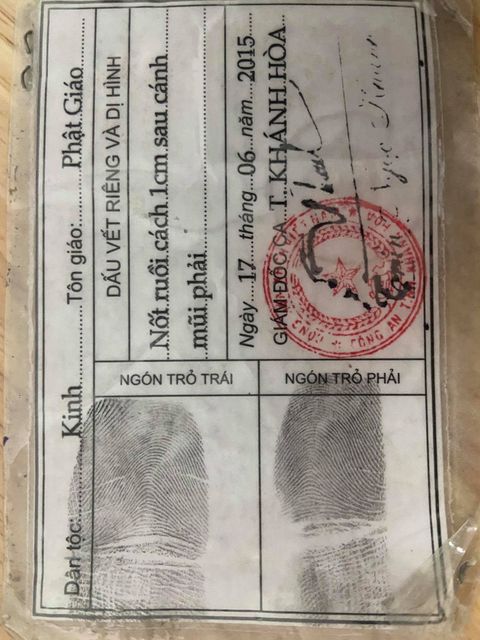 Dân tộc: Kinh Tôn giáo: Phật Giáo
DẤU VẾT RIÊNG VÀ DỊ HÌNH
Nốt ruồi cách 1cm sau cánh
mũi phải
Ngày 17 tháng 06 năm 2015
GIÁM ĐỐC CA T. KHÁNH HÒA
NGÓN TRỎ TRÁI
NGÓN TRỎ PHẢI
CÔNG AN